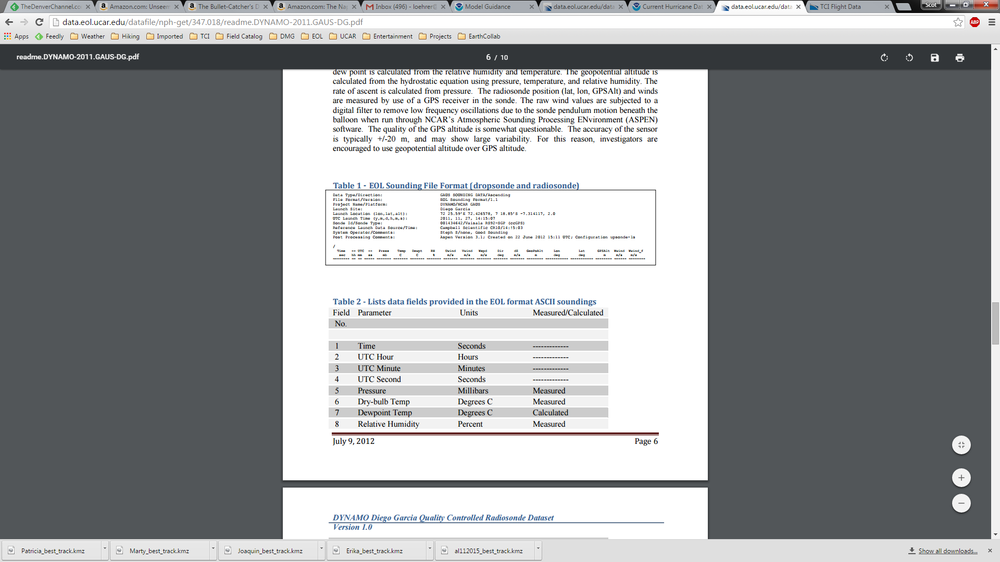 TheDenverChannel.co
Amazon.com: Unseem
The Bullet-Catcher's D
Amazon.com: The Na
Inbox (496) - loehrer@
Model Guidance
data.eol.ucar.edu/data
Current Hurricane Dat
data.eol.ucar.edu/data
TCI Flight Data
Scot
data.eol.ucar.edu/datafile/nph-get/347.018/readme.DYNAMO-2011.GAUS-DG.pdf
ABP
Apps Feedly Weather Hiking Imported TCI Field Catalog DMG EOL UCAR Entertainment Projects EarthCollab
readme.DYNAMO-2011.GAUS-DG.pdf
6 / 10
dew point is calculated from the relative humidity and temperature. The geopotential altitude is
calculated from the hydrostatic equation using pressure, temperature, and relative humidity. The
rate of ascent is calculated from pressure. The radiosonde position (lat, lon, GPSAlt) and winds
are measured by use of a GPS receiver in the sonde. The raw wind values are subjected to a
digital filter to remove low frequency oscillations due to the sonde pendulum motion beneath the
balloon when run through NCAR's Atmospheric Sounding Processing ENvironment (ASPEN)
software. The quality of the GPS altitude is somewhat questionable. The accuracy of the sensor
is typically +/-20 m, and may show large variability. For this reason, investigators are
encouraged to use geopotential altitude over GPS altitude.
Table 1 - EOL Sounding File Format (dropsonde and radiosonde)
Data Type/Direction: GAUS SOUNDING DATA/Ascending
File Format/Version: EOL Sounding Format/1.1
Project Name/Platform: DYNAMO/NCAR GAUS
Launch Site: Diego Garcia
Launch Location (lon,lat,alt): 72 25.59'E 72.426578, 7 18.85'S -7.314117, 2.0
UTC Launch Time (y,m,d,h,m,s): 2011, 11, 27, 14:15:07
Sonde Id/Sonde Type: 001434642/Vaisala RS92-SGP (ccGPS)
Reference Launch Data Source/Time: Campbell Scientific CR10/14:!5:03
System Operator/Comments: Steph S/none, Good Sounding
Post Processing Comments: Aspen Version 3.1; Created on 22 June 2012 15:11 UTC; Configuration upsonde-1s
/
Time -- UTC -- Press Temp Dewpt RH Uwind Vwind Wspd Dir dZ GeoPoAlt Lon Lat GPSAlt Wwind Wwind_f
sec hh mm ss mb C C % m/s m/s m/s deg m/s m deg deg m m/s m/s
-------- -- -- ----- ------- ------- ------- ------- ------- ------- ------- ------- ------- -------- ----------- ----------- -------- ------- --------
Table 2 - Lists data fields provided in the EOL format ASCII soundings
Field Parameter Units Measured/Calculated
No.
1 Time Seconds -------------
2 UTC Hour Hours -------------
3 UTC Minute Minutes -------------
4 UTC Second Seconds -------------
5 Pressure Millibars Measured
6 Dry-bulb Temp Degrees C Measured
7 Dewpoint Temp Degrees C Calculated
8 Relative Humidity Percent Measured
July 9, 2012 Page 6
DYNAMO Diego Garcia Quality Controlled Radiosonde Dataset
Version 1.0
Patricia_best_track.kmz
Marty_best_track.kmz
Joaquin_best_track.kmz
Erika_best_track.kmz
al112015_best_track.kmz
Show all downloads...